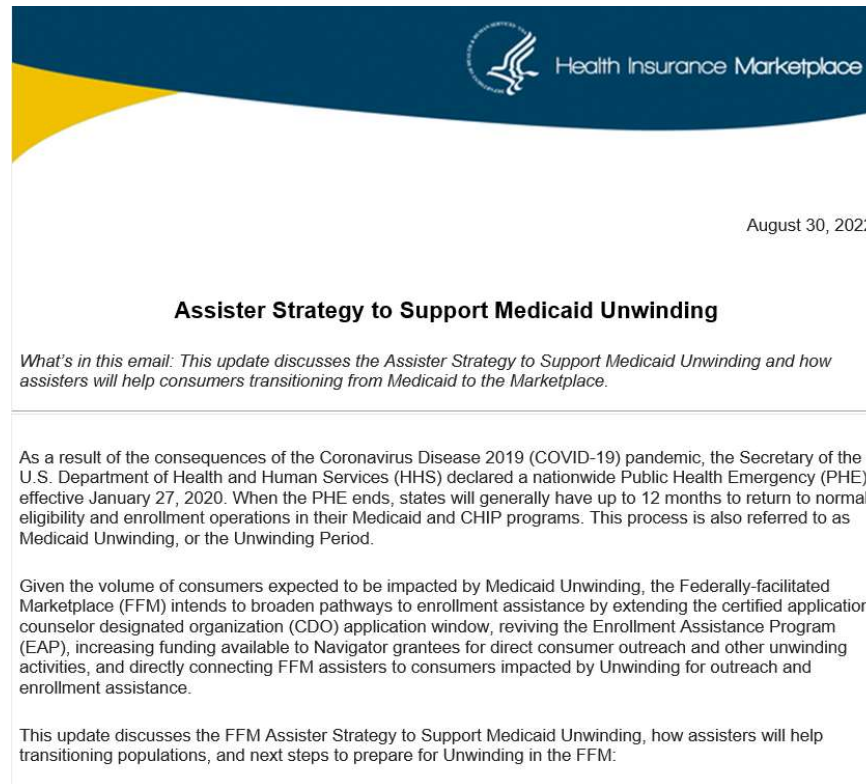 Health Insurance Marketplace
August 30, 2022
Assister Strategy to Support Medicaid Unwinding
What's in this email: This update discusses the Assister Strategy to Support Medicaid Unwinding and how
assisters will help consumers transitioning from Medicaid to the Marketplace.
As a result of the consequences of the Coronavirus Disease 2019 (COVID-19) pandemic, the Secretary of the
U.S. Department of Health and Human Services (HHS) declared a nationwide Public Health Emergency (PHE)
effective January 27, 2020. When the PHE ends, states will generally have up to 12 months to return to normal
eligibility and enrollment operations in their Medicaid and CHIP programs. This process is also referred to as
Medicaid Unwinding, or the Unwinding Period.
Given the volume of consumers expected to be impacted by Medicaid Unwinding, the Federally-facilitated
Marketplace (FFM) intends to broaden pathways to enrollment assistance by extending the certified application
counselor designated organization (CDO) application window, reviving the Enrollment Assistance Program
(EAP), increasing funding available to Navigator grantees for direct consumer outreach and other unwinding
activities, and directly connecting FFM assisters to consumers impacted by Unwinding for outreach and
enrollment assistance.
This update discusses the FFM Assister Strategy to Support Medicaid Unwinding, how assisters will help
transitioning populations, and next steps to prepare for Unwinding in the FFM: